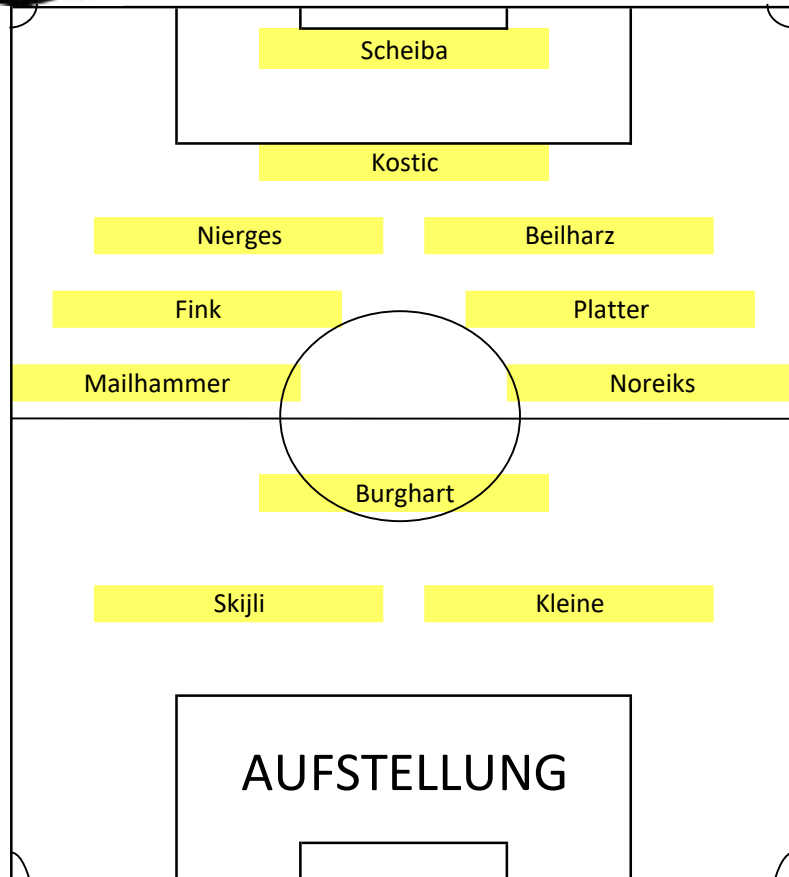 Scheiba
Kostic
Nierges Beilharz
Fink Platter
Mailhammer Noreiks
Burghart
Skijli Kleine
AUFSTELLUNG